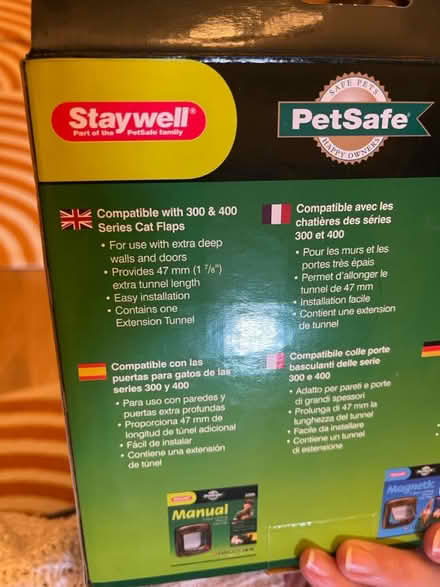 Staywell®
Part of the PetSafe family
SAFE PETS
PetSafe®
HAPPY OWNERS
Compatible with 300 & 400
Series Cat Flaps
• For use with extra deep
walls and doors
• Provides 47 mm (1 7/8")
extra tunnel length
• Easy installation
• Contains one
Extension Tunnel
Compatible avec les
chatières des séries
300 et 400
• Pour les murs et les
portes très épais
• Permet d'allonger le
tunnel de 47 mm
• Installation facile
• Contient une extension
de tunnel
Compatible con las
puertas para gatos de las
series 300 y 400
• Para uso con paredes y
puertas extra profundas
• Proporciona 47 mm de
longitud de túnel adicional
• Fácil de instalar
• Contiene una extensión
de túnel
Compatibile colle porte
basculanti delle serie
300 e 400
• Adatto per pareti e porte
di grandi spessori
• Prolunga di 47 mm la
lunghezza del tunnel
• Facile da installare
• Contiene un tunnel
di estensione
Manual
Magnetic